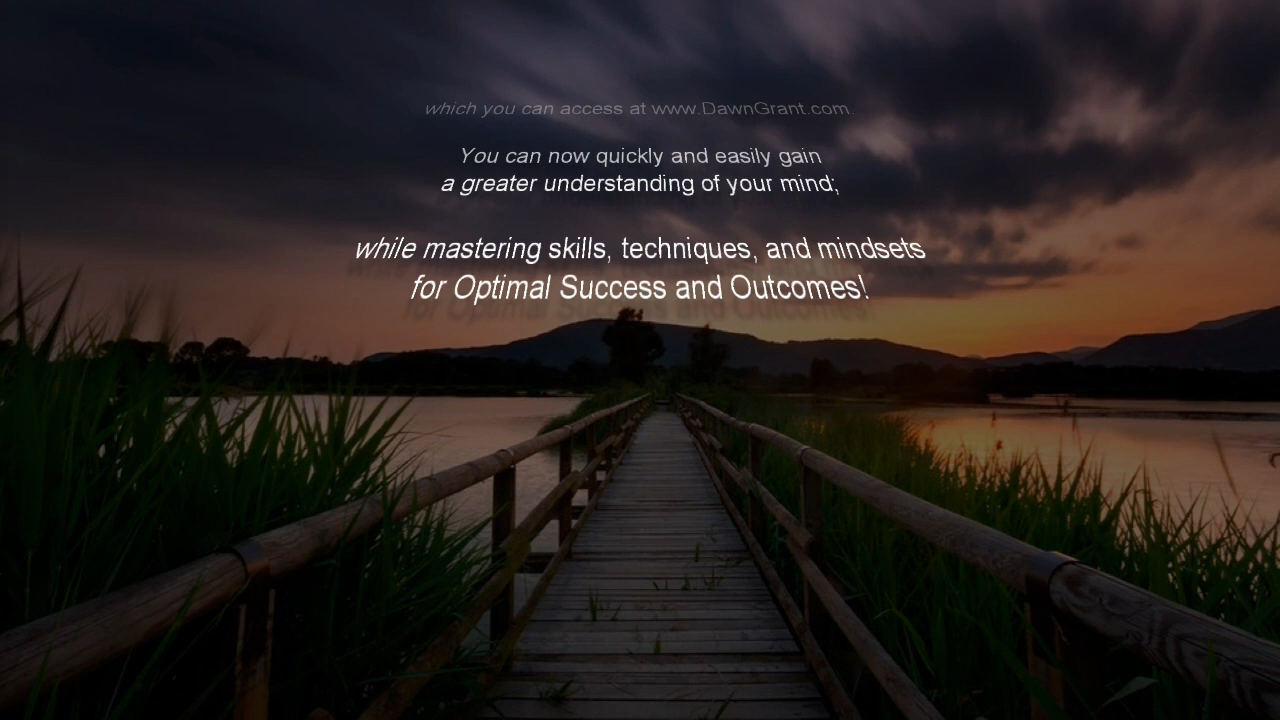 which you can access at www.DawnGrant.com.
You can now quickly and easily gain
a greater understanding of your mind;
while mastering skills, techniques, and mindsets
for Optimal Success and Outcomes!